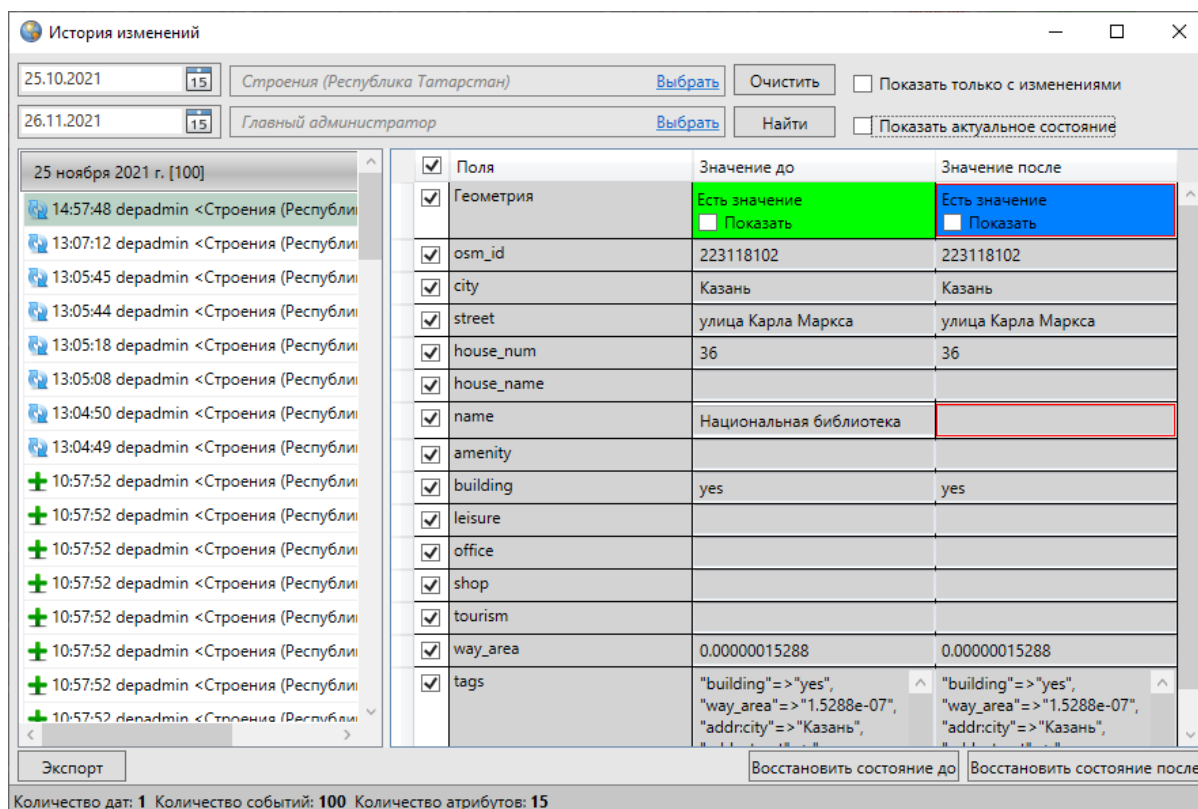 История изменений
25.10.2021 15 Строения (Республика Татарстан) Выбрать Очистить Показать только с изменениями
26.11.2021 15 Главный администратор Выбрать Найти Показать актуальное состояние
25 ноября 2021 г. [100]
14:57:48 depadmin <Строения (Республи
13:07:12 depadmin <Строения (Республи
13:05:45 depadmin <Строения (Республи
13:05:44 depadmin <Строения (Республи
13:05:18 depadmin <Строения (Республи
13:05:08 depadmin <Строения (Республи
13:04:50 depadmin <Строения (Республи
13:04:49 depadmin <Строения (Республи
10:57:52 depadmin <Строения (Республи
10:57:52 depadmin <Строения (Республи
10:57:52 depadmin <Строения (Республи
10:57:52 depadmin <Строения (Республи
10:57:52 depadmin <Строения (Республи
10:57:52 depadmin <Строения (Республи
10:57:52 depadmin <Строения (Республи
10:57:52 depadmin <Строения (Республи
Поля Значение до Значение после
Геометрия Есть значение Есть значение
Показать Показать
osm_id 223118102 223118102
city Казань Казань
street улица Карла Маркса улица Карла Маркса
house_num 36 36
house_name
name Национальная библиотека
amenity
building yes yes
leisure
office
shop
tourism
way_area 0.00000015288 0.00000015288
tags "building"=>"yes", "building"=>"yes",
"way_area"=>"1.5288e-07", "way_area"=>"1.5288e-07",
"addr:city"=>"Казань", "addr:city"=>"Казань",
Экспорт Восстановить состояние до Восстановить состояние после
Количество дат: 1 Количество событий: 100 Количество атрибутов: 15